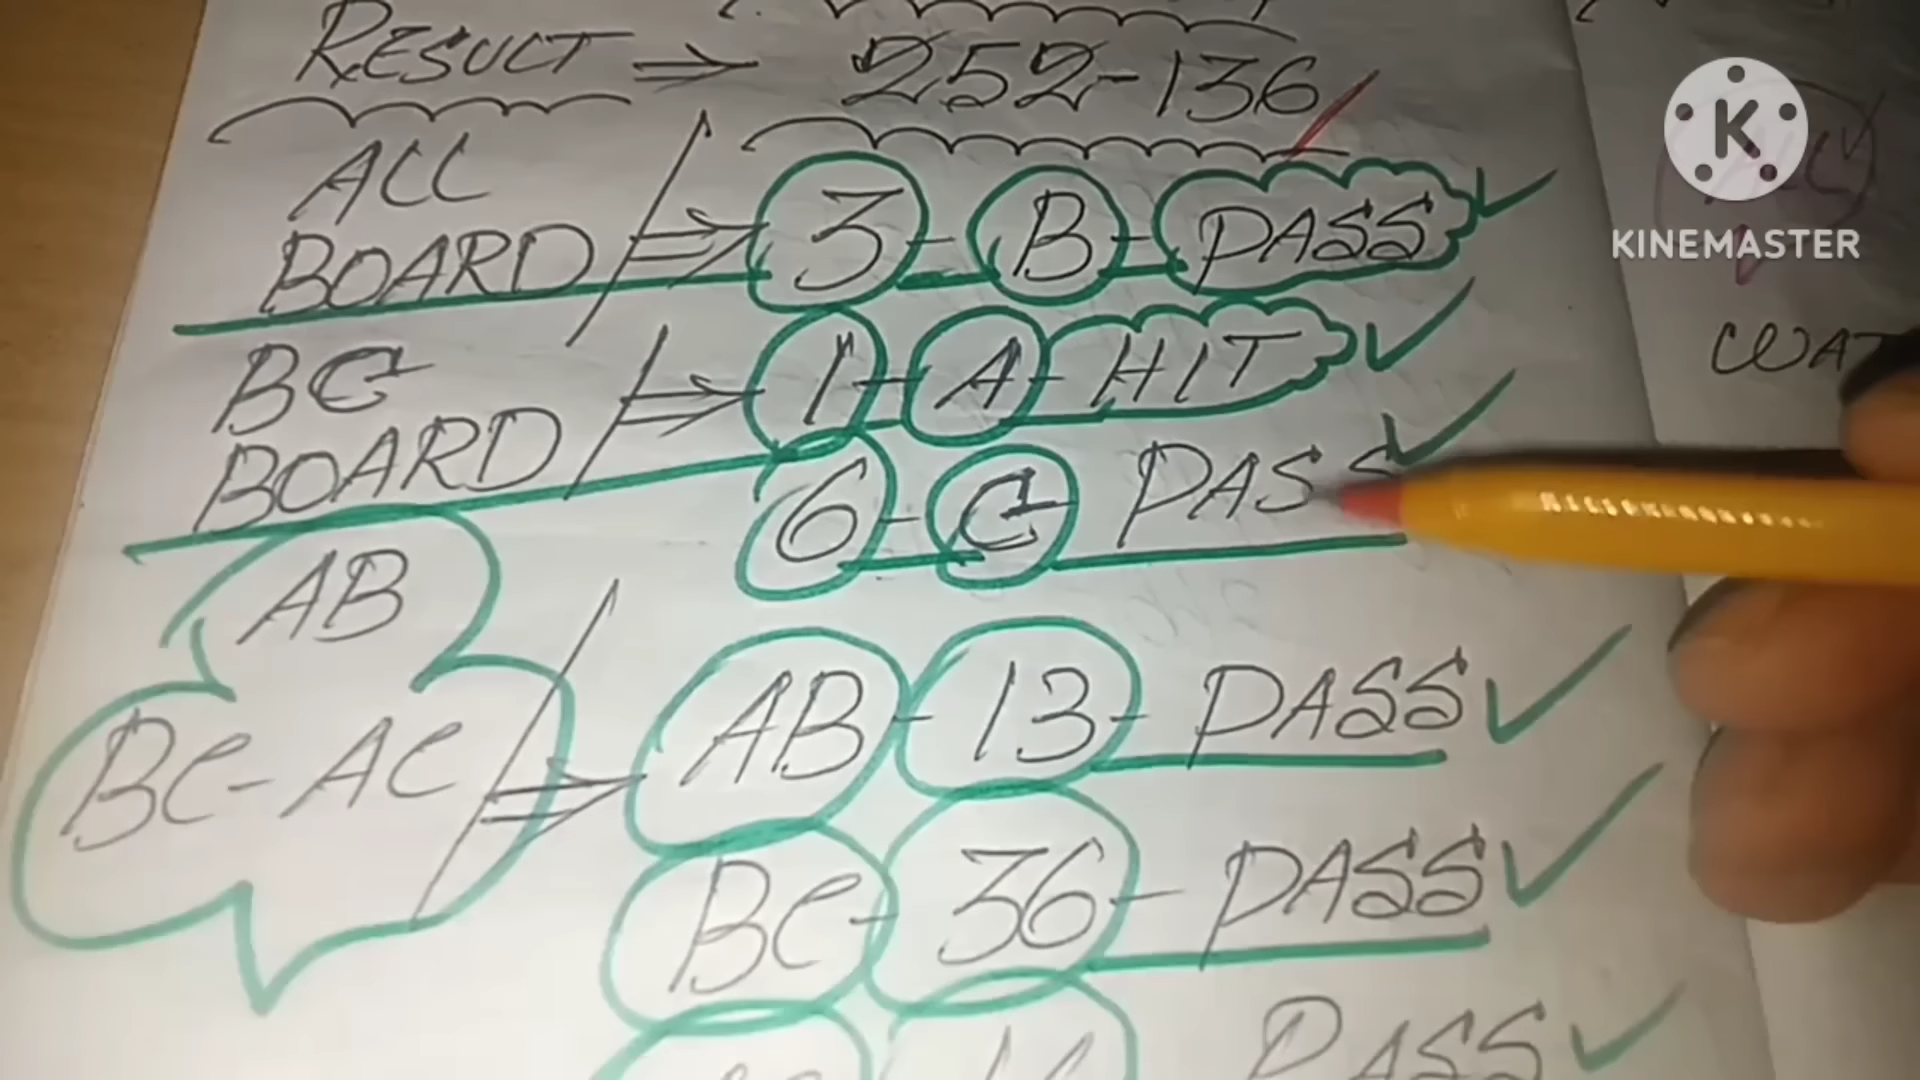 RESULT ⇒ 252-136
ALL
BOARD ⇒ 3 - B - PASS ✓
BC
BOARD ⇒ 1 - A - HIT ✓
6 - C - PASS ✓
AB
BC - AC ⇒ AB - 13 - PASS ✓
BC - 36 - PASS ✓
PASS ✓
K
KINEMASTER